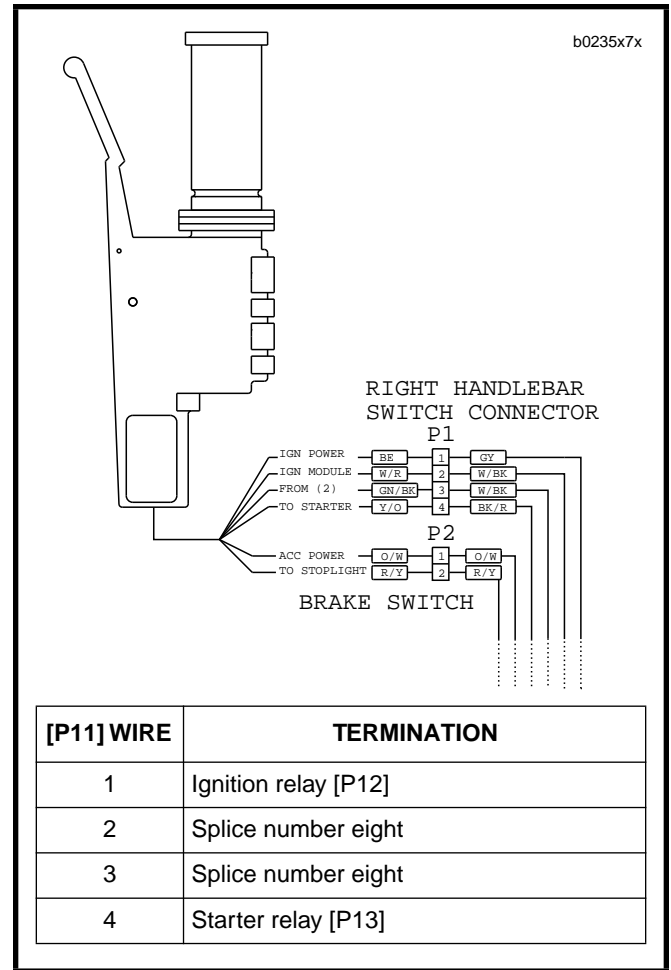 b0235x7x
RIGHT HANDLEBAR
SWITCH CONNECTOR
P1
IGN POWER BE 1 GY
IGN MODULE W/R 2 W/BK
FROM (2) GN/BK 3 W/BK
TO STARTER Y/O 4 BK/R
P2
ACC POWER O/W 1 O/W
TO STOPLIGHT R/Y 2 R/Y
BRAKE SWITCH
[P11] WIRE TERMINATION
1 Ignition relay [P12]
2 Splice number eight
3 Splice number eight
4 Starter relay [P13]